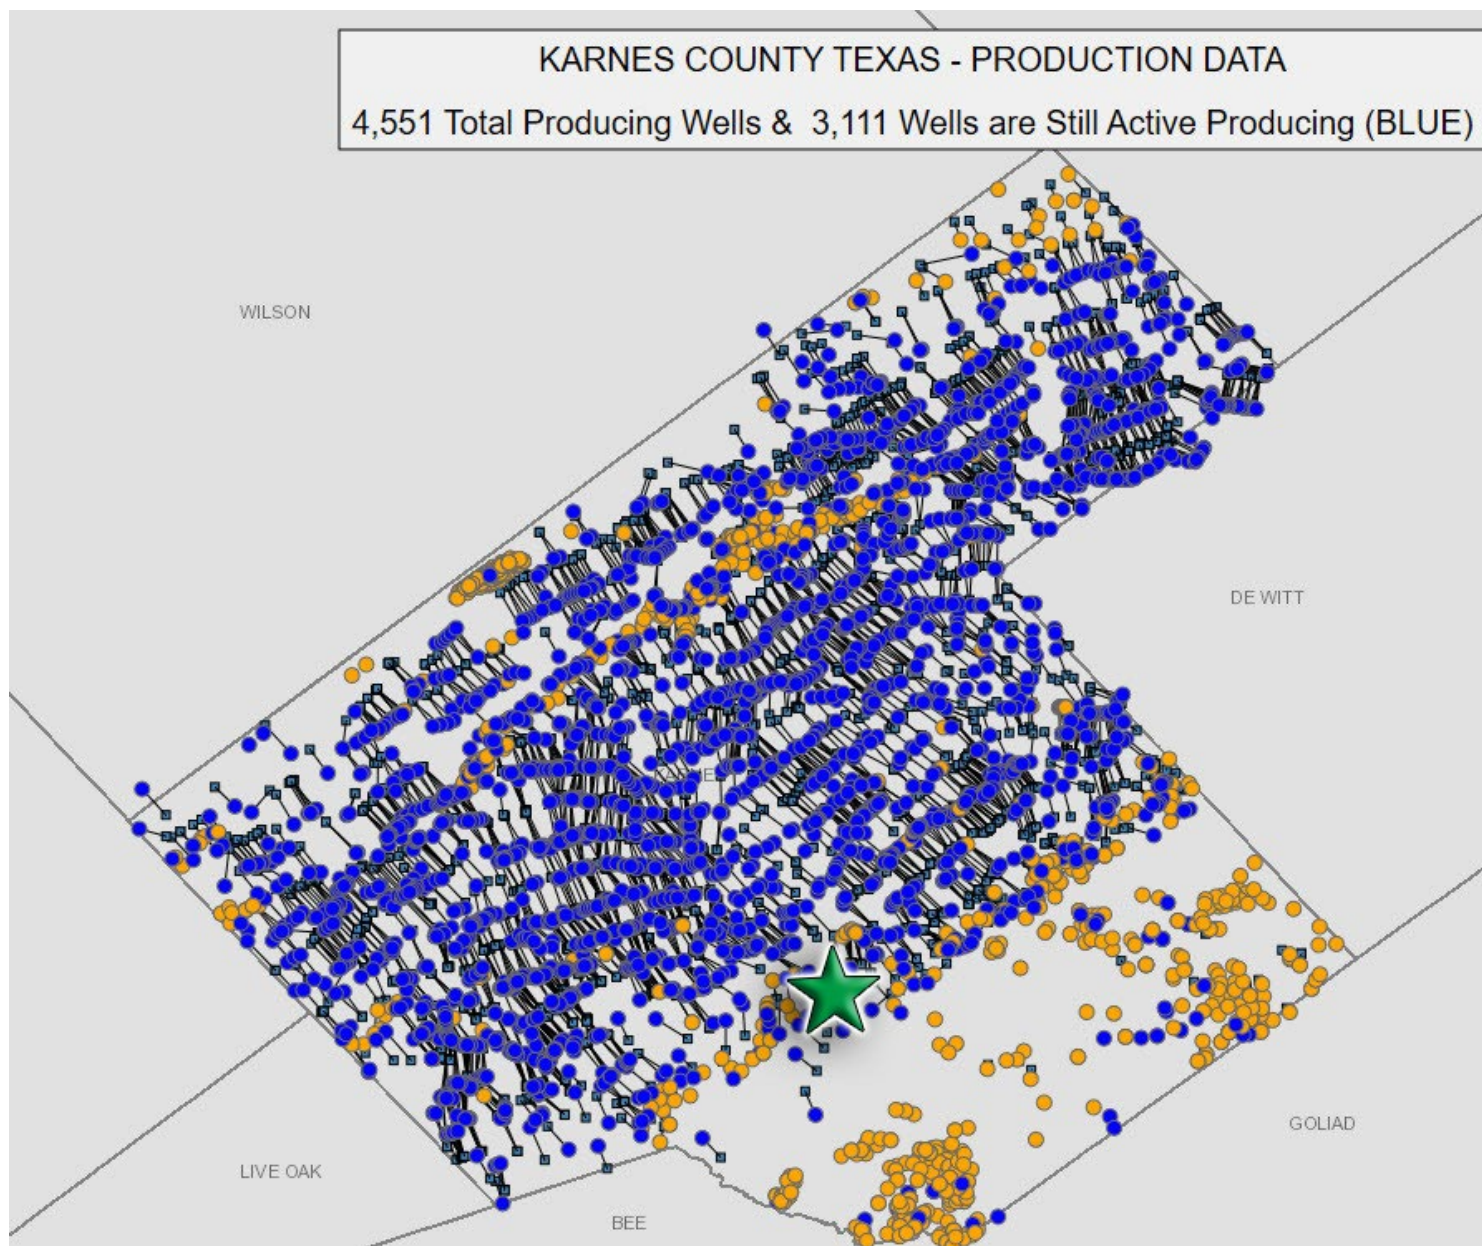 KARNES COUNTY TEXAS - PRODUCTION DATA
4,551 Total Producing Wells & 3,111 Wells are Still Active Producing (BLUE)
WILSON
DE WITT
KARNES
GOLIAD
LIVE OAK
BEE